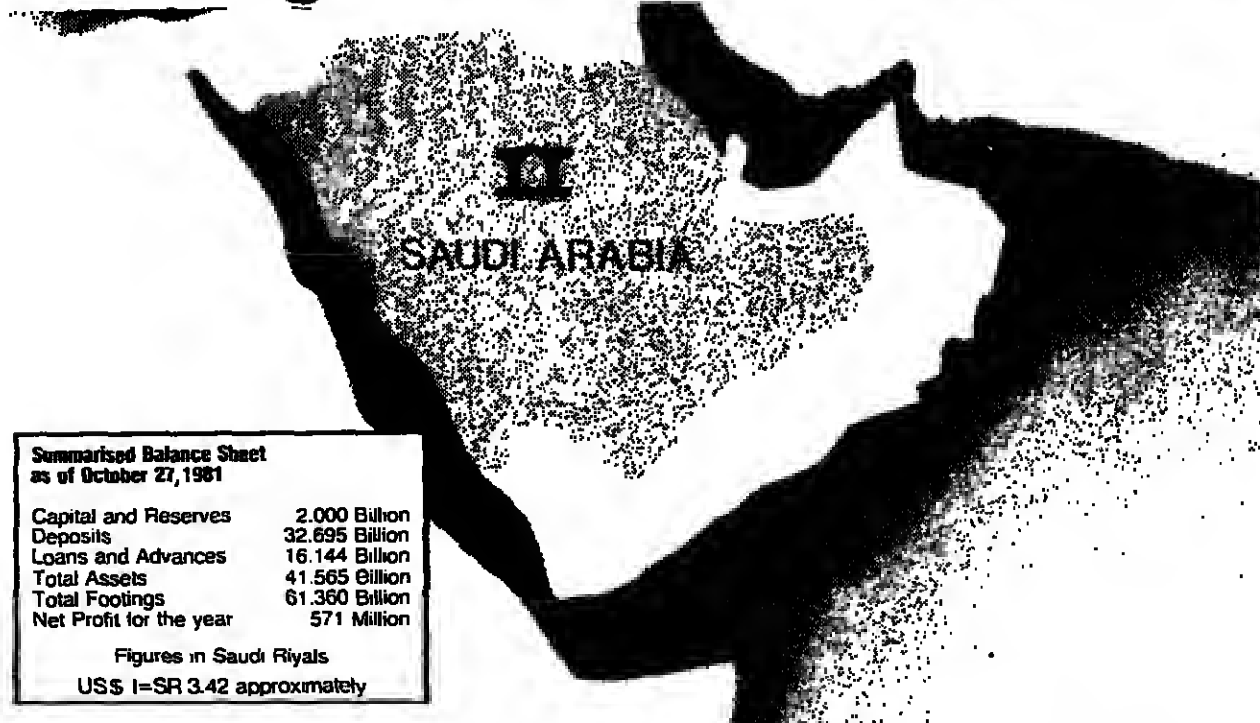 SAUDI ARABIA
Summarised Balance Sheet
as of October 27, 1981
Capital and Reserves 2.000 Billion
Deposits 32.695 Billion
Loans and Advances 16.144 Billion
Total Assets 41.565 Billion
Total Footings 61.360 Billion
Net Profit for the year 571 Million
Figures in Saudi Riyals
US$ 1=SR 3.42 approximately